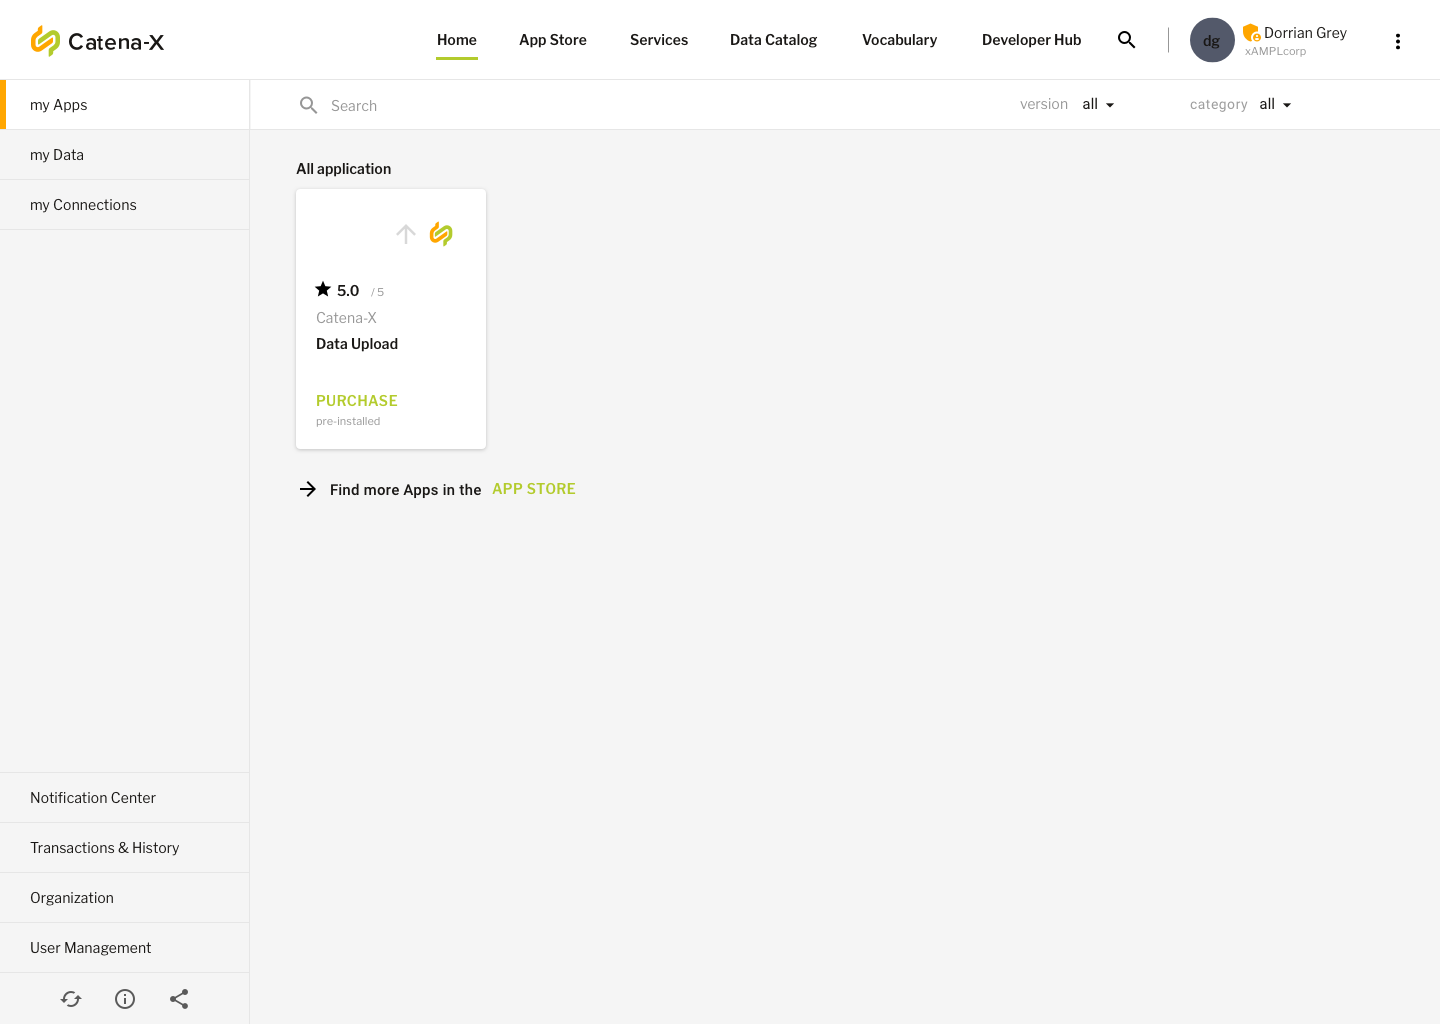 Catena-X
Home
App Store
Services
Data Catalog
Vocabulary
Developer Hub
dg
Dorrian Grey
xAMPLcorp
my Apps
my Data
my Connections
Search
version all
category all
All application
5.0 / 5
Catena-X
Data Upload
PURCHASE
pre-installed
Find more Apps in the APP STORE
Notification Center
Transactions & History
Organization
User Management